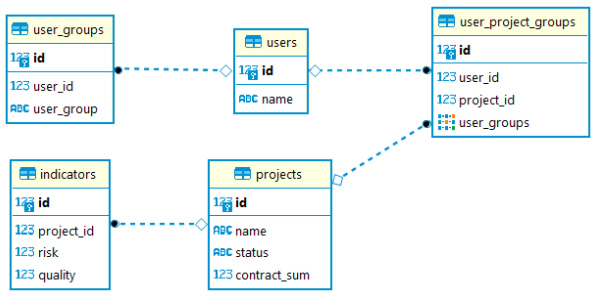 user_groups
123 id
123 user_id
ABC user_group
users
123 id
ABC name
user_project_groups
123 id
123 user_id
123 project_id
user_groups
indicators
123 id
123 project_id
123 risk
123 quality
projects
123 id
ABC name
ABC status
123 contract_sum